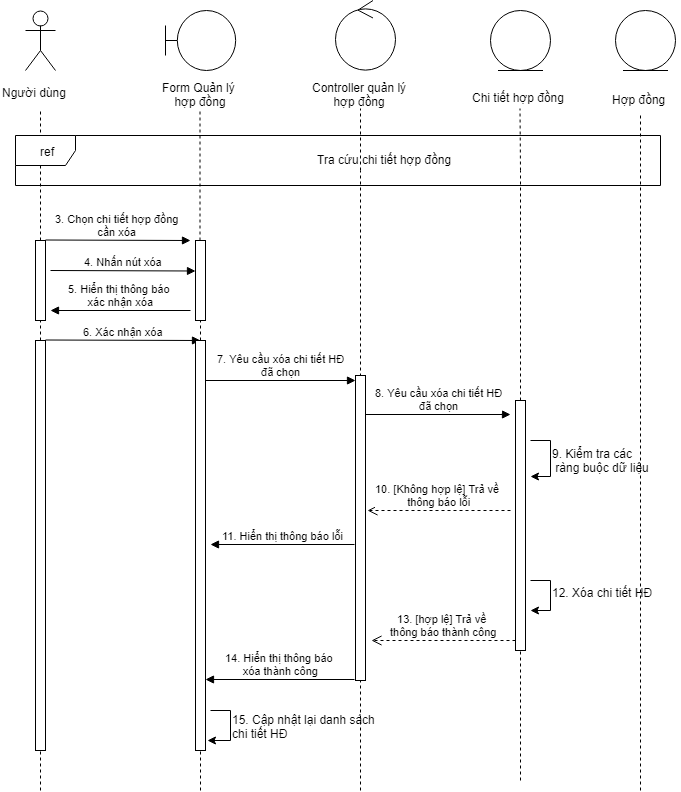 Người dùng
Form Quản lý
hợp đồng
Controller quản lý
hợp đồng
Chi tiết hợp đồng
Hợp đồng
ref
Tra cứu chi tiết hợp đồng
3. Chọn chi tiết hợp đồng
cần xóa
4. Nhấn nút xóa
5. Hiển thị thông báo
xác nhận xóa
6. Xác nhận xóa
7. Yêu cầu xóa chi tiết HĐ
đã chọn
8. Yêu cầu xóa chi tiết HĐ
đã chọn
9. Kiểm tra các
ràng buộc dữ liệu
10. [Không hợp lệ] Trả về
thông báo lỗi
11. Hiển thị thông báo lỗi
12. Xóa chi tiết HĐ
13. [hợp lệ] Trả về
thông báo thành công
14. Hiển thị thông báo
xóa thành công
15. Cập nhật lại danh sách
chi tiết HĐ